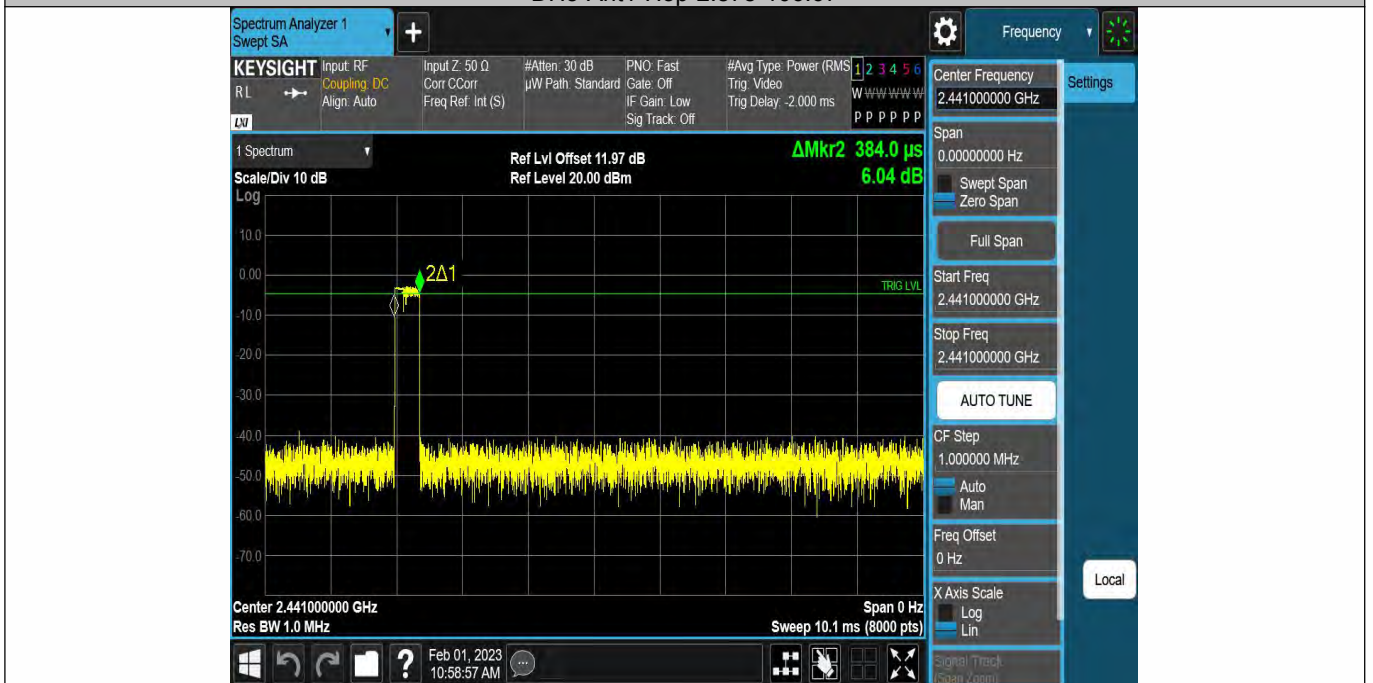 Spectrum Analyzer 1
Swept SA
+
Frequency
KEYSIGHT
RL
LXI
Input: RF
Coupling: DC
Align: Auto
Input Z: 50 Ω
Corr CCorr
Freq Ref: Int (S)
#Atten: 30 dB
µW Path: Standard
PNO: Fast
Gate: Off
IF Gain: Low
Sig Track: Off
#Avg Type: Power (RMS
Trig: Video
Trig Delay: -2.000 ms
1 2 3 4 5 6
W W W W W W
P P P P P P
1 Spectrum
Scale/Div 10 dB
Ref Lvl Offset 11.97 dB
Ref Level 20.00 dBm
ΔMkr2 384.0 µs
6.04 dB
Log
10.0
0.00
-10.0
-20.0
-30.0
-40.0
-50.0
-60.0
-70.0
2Δ1
TRIG LVL
Center 2.441000000 GHz
Res BW 1.0 MHz
Span 0 Hz
Sweep 10.1 ms (8000 pts)
Center Frequency
2.441000000 GHz
Settings
Span
0.00000000 Hz
Swept Span
Zero Span
Full Span
Start Freq
2.441000000 GHz
Stop Freq
2.441000000 GHz
AUTO TUNE
CF Step
1.000000 MHz
Auto
Man
Freq Offset
0 Hz
X Axis Scale
Log
Lin
Signal Track
(Span Zoom)
Local
?
Feb 01, 2023
10:58:57 AM